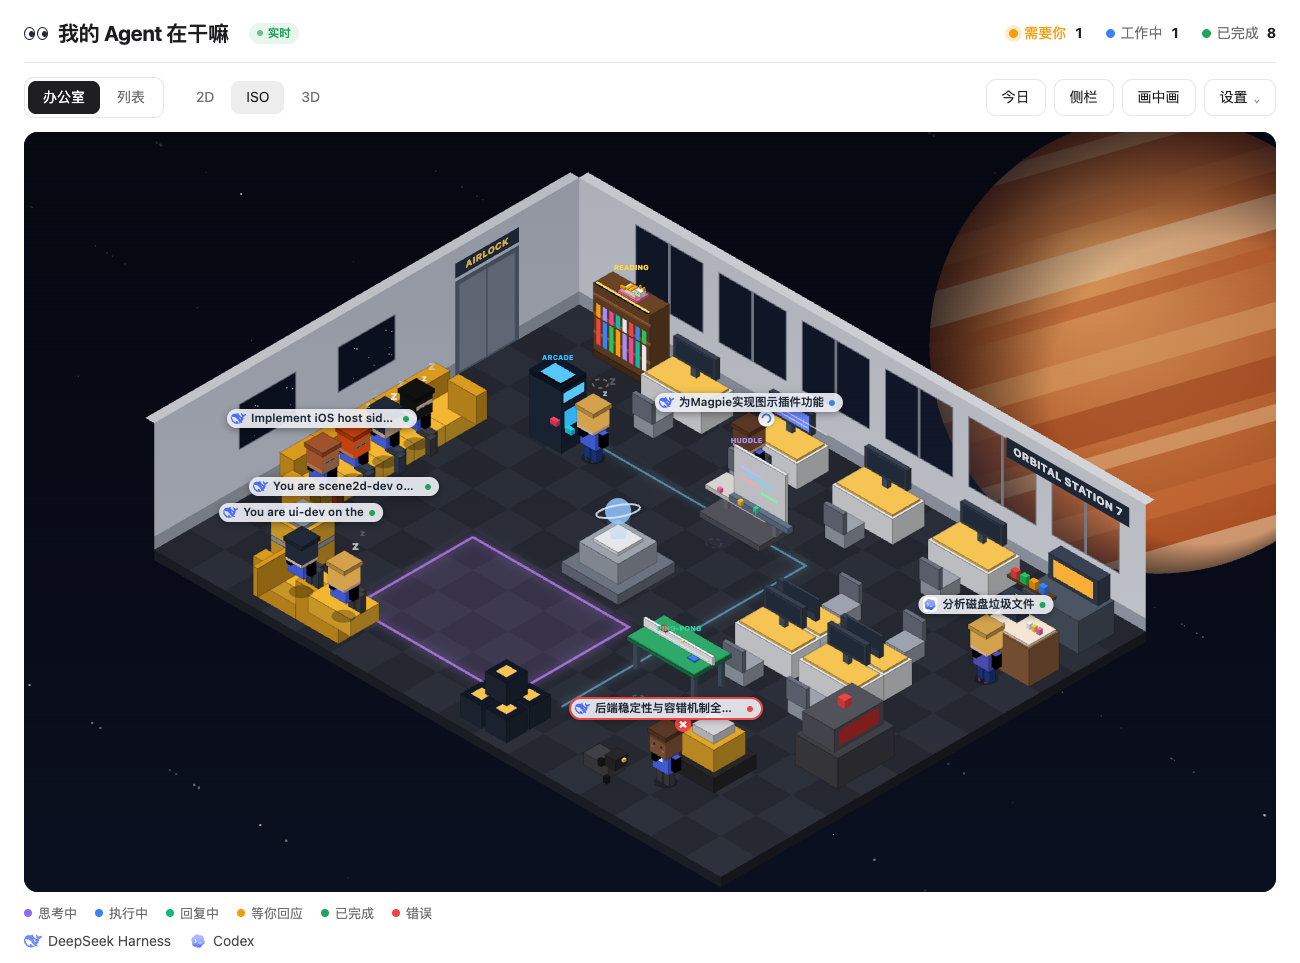 我的 Agent 在干嘛
实时
需要你 1
工作中 1
已完成 8
办公室
列表
2D
ISO
3D
今日
侧栏
画中画
设置
AIRLOCK
READING
ARCADE
为Magpie实现图示插件功能
Implement iOS host sid...
HUDDLE
ORBITAL STATION 7
You are scene2d-dev o...
You are ui-dev on the
分析磁盘垃圾文件
PING-PONG
后端稳定性与容错机制全...
思考中
执行中
回复中
等你回应
已完成
错误
DeepSeek Harness
Codex